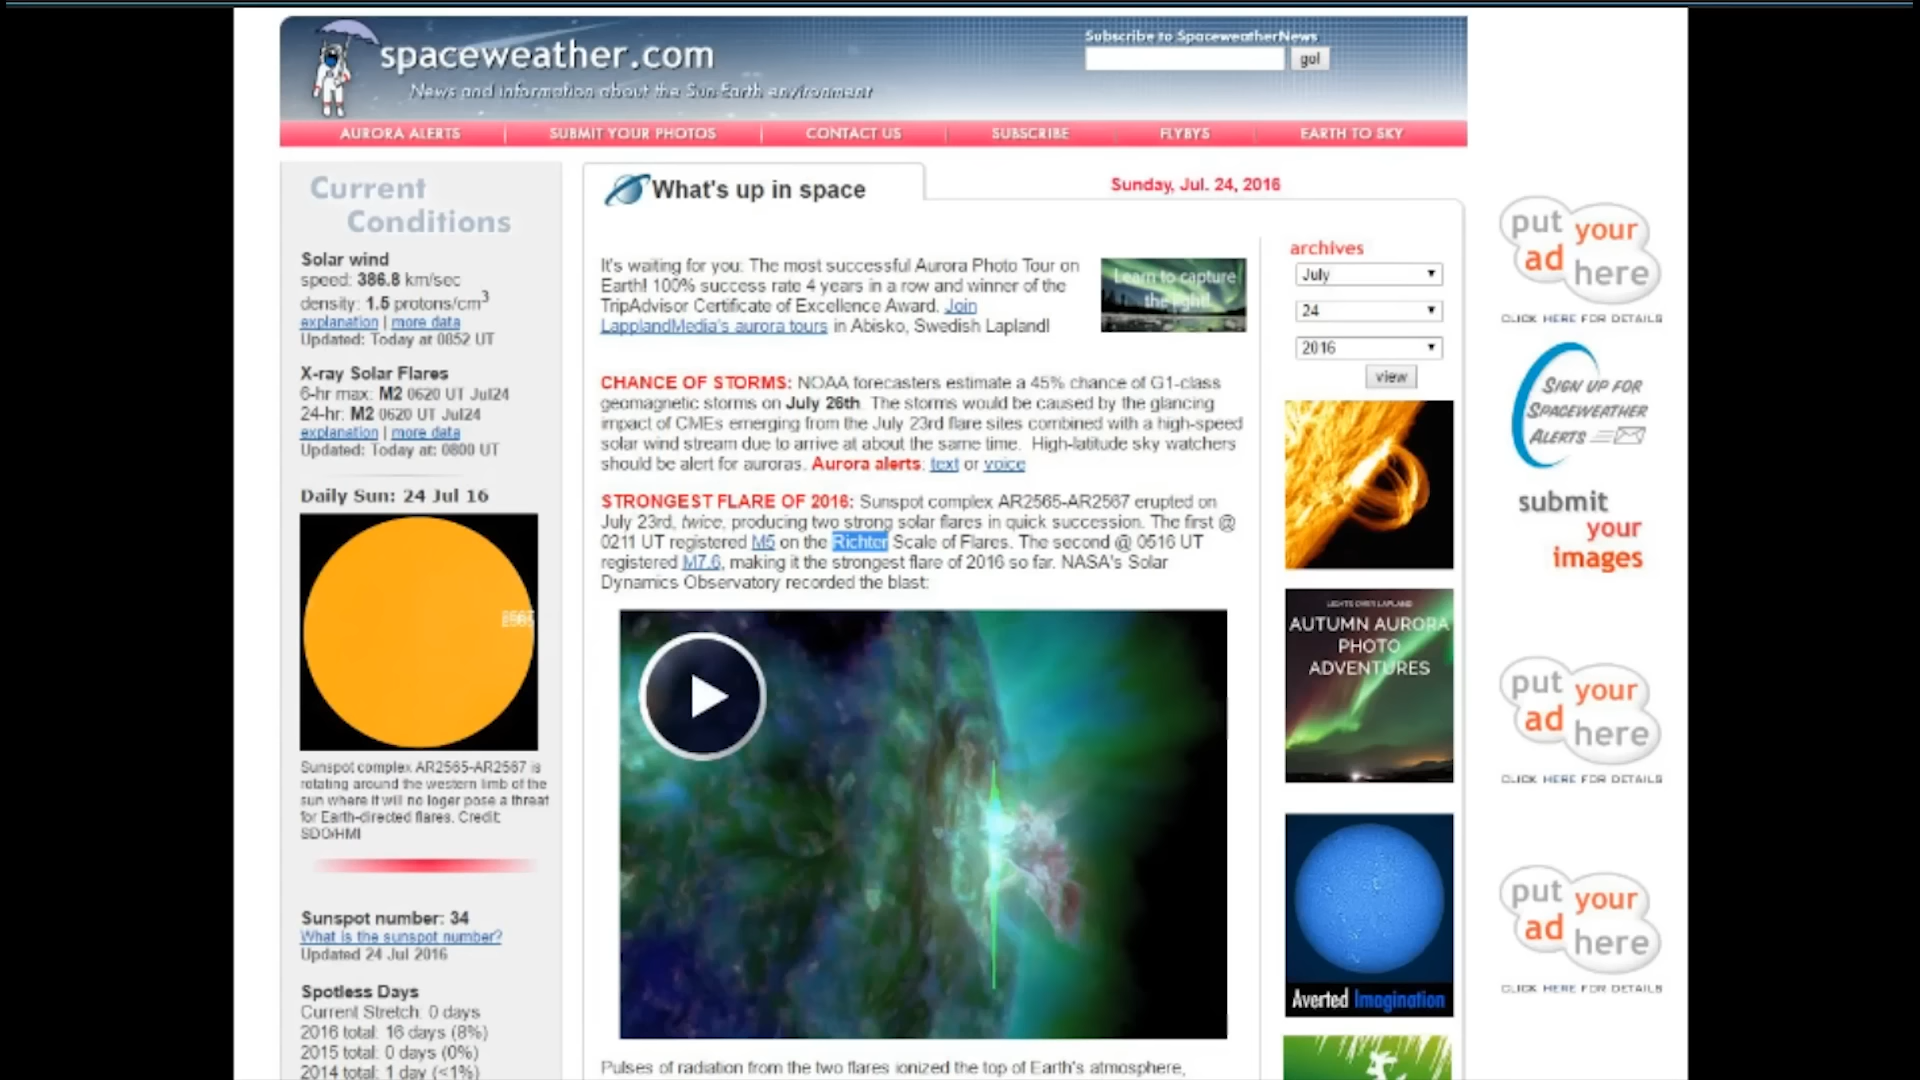 spaceweather.com
News and information about the Sun Earth environment
Subscribe to SpaceweatherNews
go!
AURORA ALERTS
SUBMIT YOUR PHOTOS
CONTACT US
SUBSCRIBE
FLYBYS
EARTH TO SKY
Current
Conditions
Solar wind
speed: 386.8 km/sec
density: 1.5 protons/cm3
explanation | more data
Updated: Today at 0852 UT
X-ray Solar Flares
6-hr max: M2 0620 UT Jul24
24-hr: M2 0620 UT Jul24
explanation | more data
Updated: Today at: 0800 UT
Daily Sun: 24 Jul 16
Sunspot complex AR2565-AR2567 is
rotating around the western limb of the
sun where it will no loger pose a threat
for Earth-directed flares. Credit:
SDO/HMI
Sunspot number: 34
What is the sunspot number?
Updated 24 Jul 2016
Spotless Days
Current Stretch: 0 days
2016 total: 16 days (8%)
2015 total: 0 days (0%)
2014 total: 1 day (<1%)
What's up in space
Sunday, Jul. 24, 2016
It's waiting for you: The most successful Aurora Photo Tour on
Earth! 100% success rate 4 years in a row and winner of the
TripAdvisor Certificate of Excellence Award. Join
LapplandMedia's aurora tours in Abisko, Swedish Lapland!
Learn to capture
the light!
CHANCE OF STORMS: NOAA forecasters estimate a 45% chance of G1-class
geomagnetic storms on July 26th. The storms would be caused by the glancing
impact of CMEs emerging from the July 23rd flare sites combined with a high-speed
solar wind stream due to arrive at about the same time. High-latitude sky watchers
should be alert for auroras. Aurora alerts: text or voice
STRONGEST FLARE OF 2016: Sunspot complex AR2565-AR2567 erupted on
July 23rd, twice, producing two strong solar flares in quick succession. The first @
0211 UT registered M5 on the Richter Scale of Flares. The second @ 0516 UT
registered M7.6, making it the strongest flare of 2016 so far. NASA's Solar
Dynamics Observatory recorded the blast:
Pulses of radiation from the two flares ionized the top of Earth's atmosphere,
archives
July
24
2016
view
LIGHTS OVER LAPLAND
AUTUMN AURORA
PHOTO
ADVENTURES
Averted Imagination
put your
ad here
CLICK HERE FOR DETAILS
SIGN UP FOR
SPACEWEATHER
ALERTS
submit
your
images
put your
ad here
CLICK HERE FOR DETAILS
put your
ad here
CLICK HERE FOR DETAILS